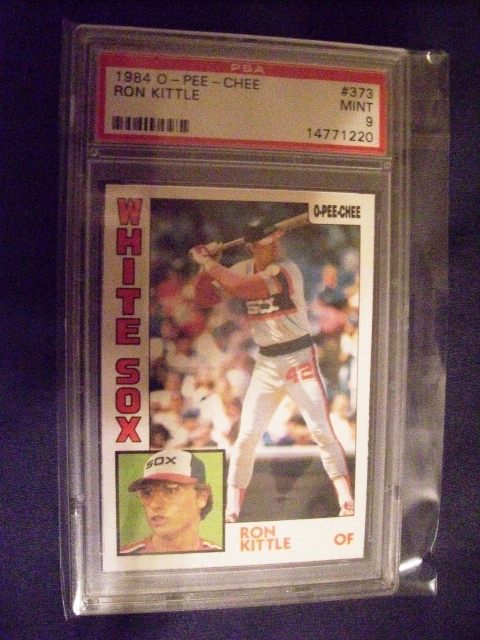 PSA
1984 O-PEE-CHEE #373
RON KITTLE MINT
9
14771220
O-PEE-CHEE
WHITE SOX
SOX
42
SOX
RON
KITTLE OF